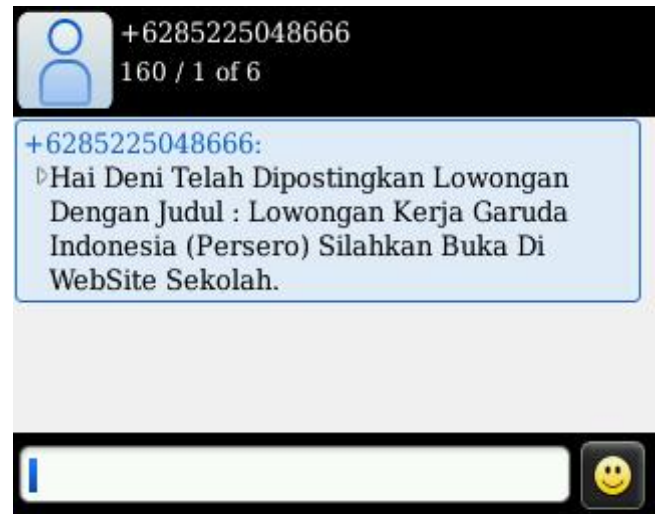 +6285225048666
160 / 1 of 6
+6285225048666:
Hai Deni Telah Dipostingkan Lowongan
Dengan Judul : Lowongan Kerja Garuda
Indonesia (Persero) Silahkan Buka Di
WebSite Sekolah.